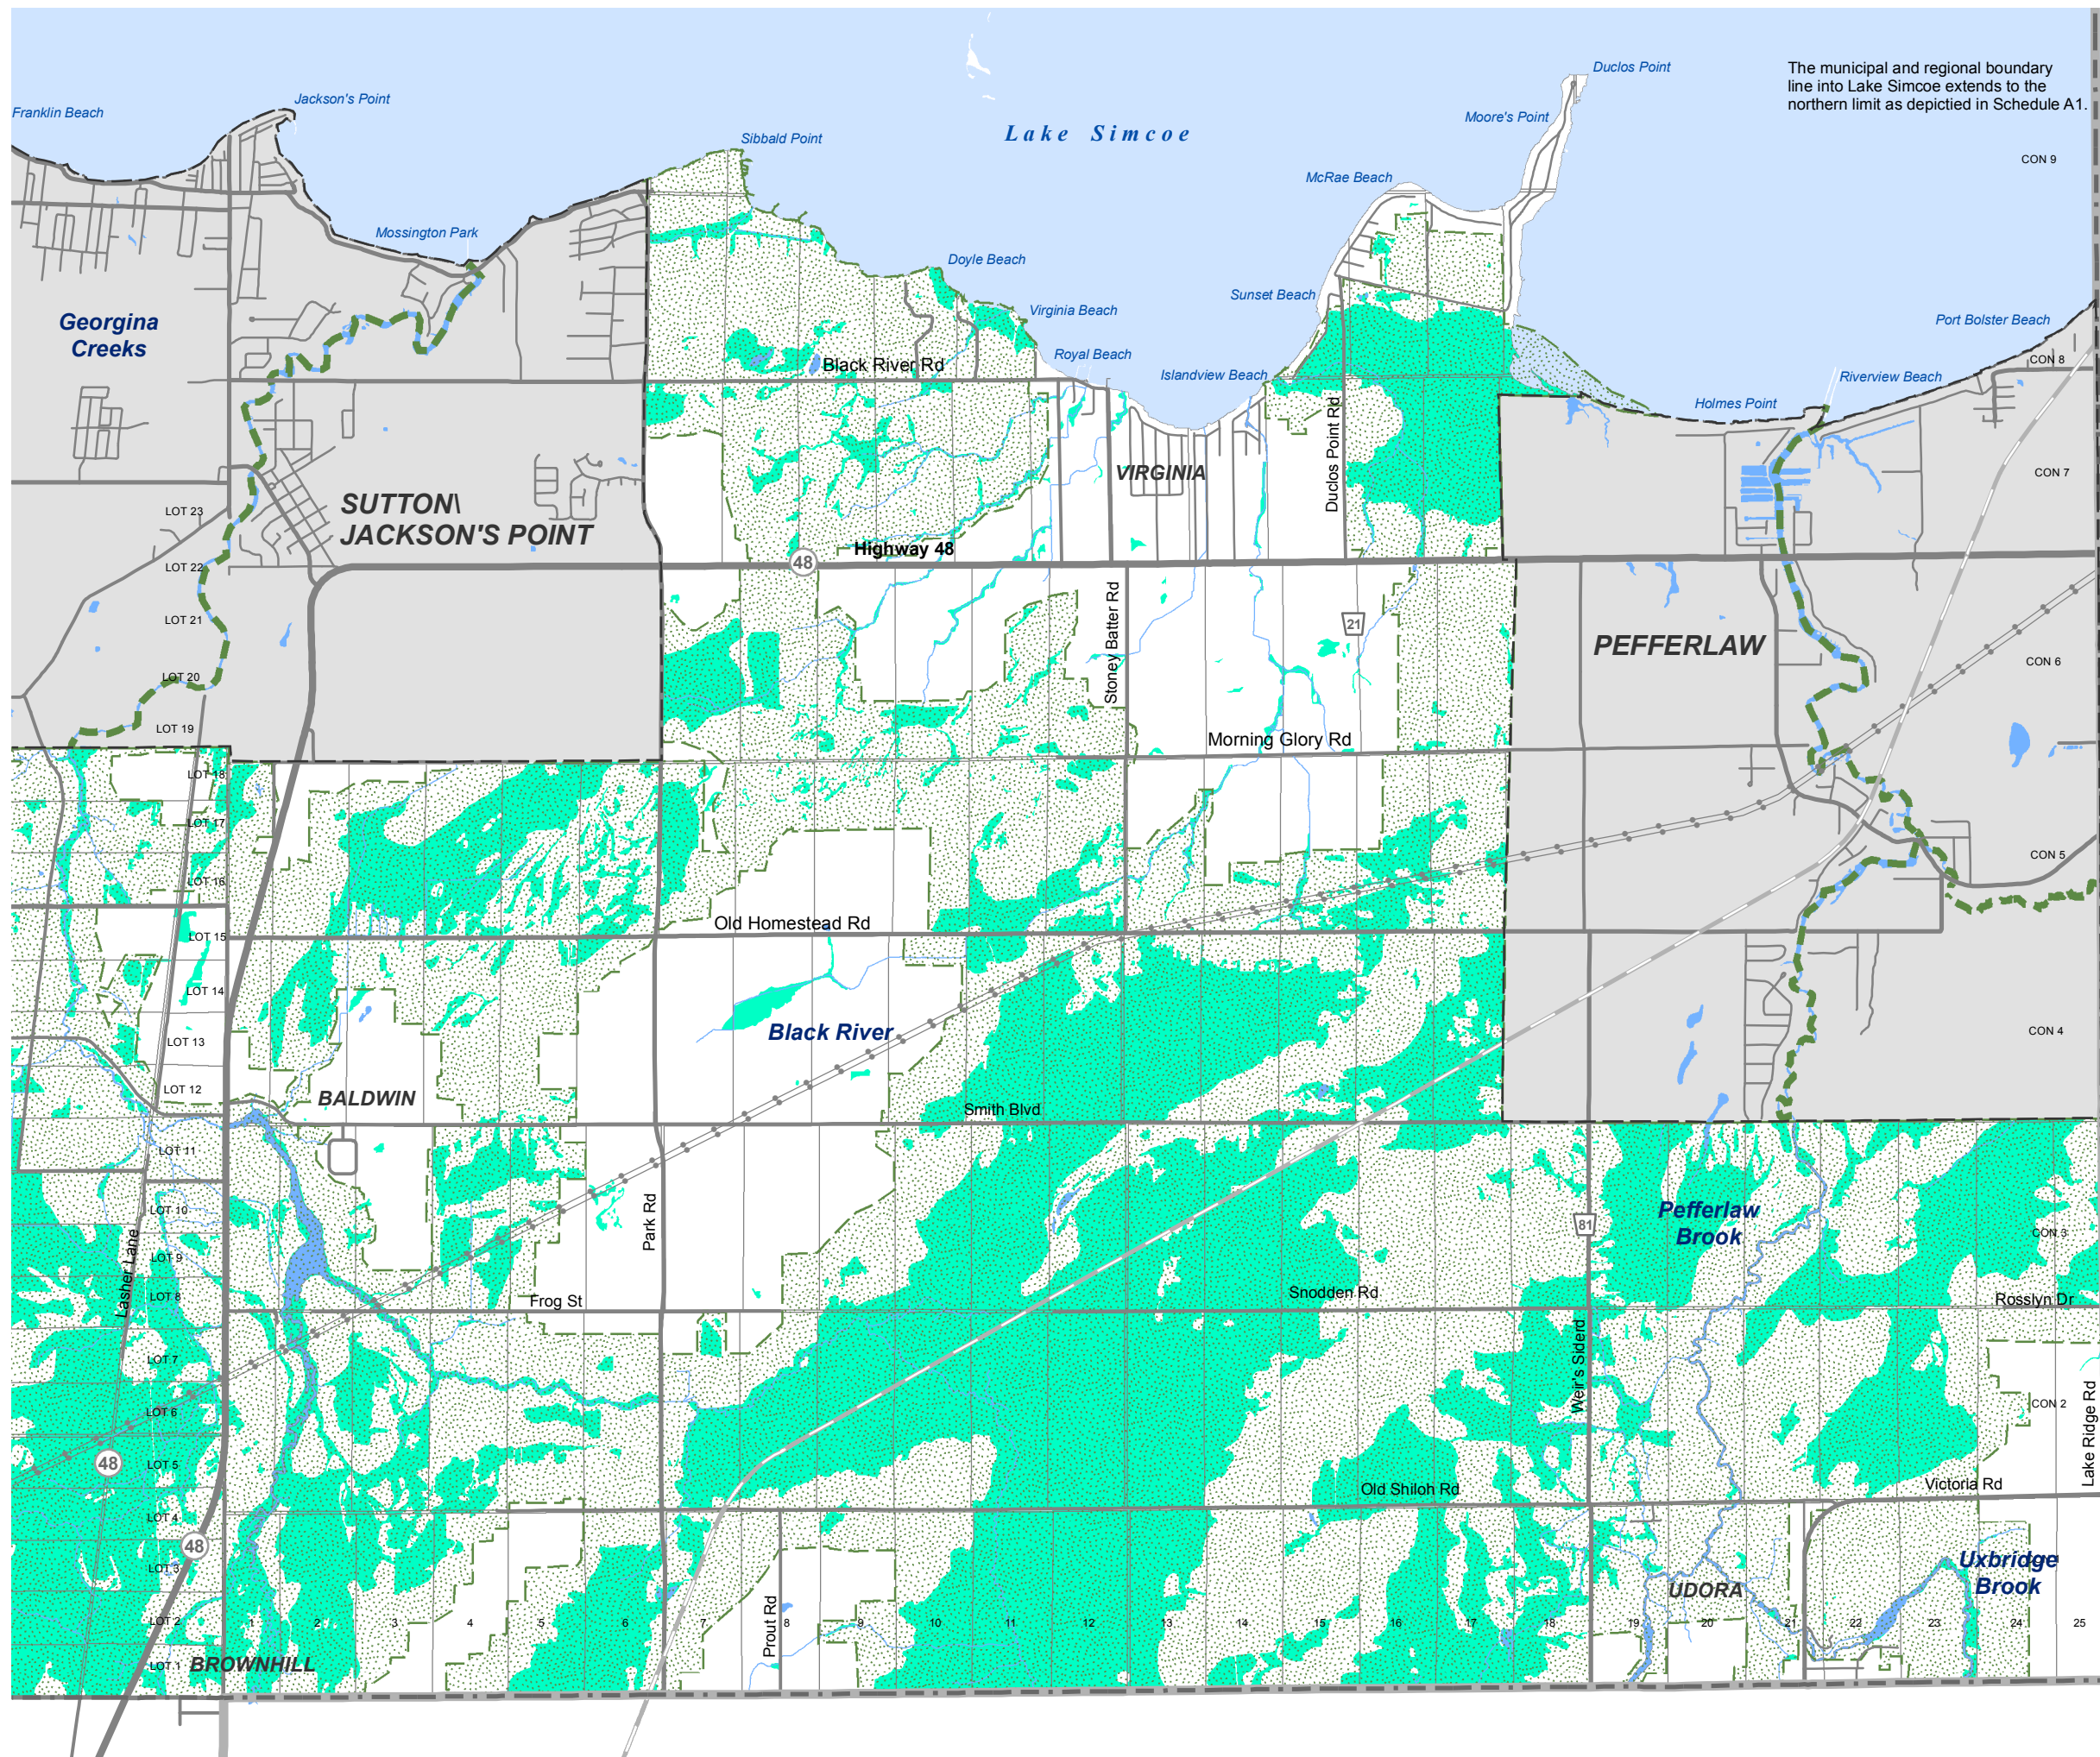 Duclos Point
The municipal and regional boundary
line into Lake Simcoe extends to the
northern limit as depictied in Schedule A1.
Jackson's Point
Franklin Beach
Moore's Point
Lake Simcoe
Sibbald Point
CON 9
McRae Beach
Mossington Park
Doyle Beach
Sunset Beach
Virginia Beach
Georgina
Creeks
Port Bolster Beach
Royal Beach
CON 8
Black River Rd
Islandview Beach
Riverview Beach
Holmes Point
Duclos Point Rd
VIRGINIA
CON 7
SUTTON\
JACKSON'S POINT
LOT 23
Highway 48
48
LOT 22
LOT 21
21
Stoney Batter Rd
PEFFERLAW
CON 6
LOT 20
LOT 19
Morning Glory Rd
LOT 18
LOT 17
CON 5
LOT 16
Old Homestead Rd
LOT 15
LOT 14
Black River
CON 4
LOT 13
LOT 12
BALDWIN
Smith Blvd
LOT 11
LOT 10
Park Rd
81
Pefferlaw
Brook
CON 3
LOT 9
Lasher Lane
LOT 8
Frog St
Snodden Rd
Rosslyn Dr
LOT 7
Weir's Siderd
LOT 6
CON 2
Lake Ridge Rd
48
LOT 5
Old Shiloh Rd
Victoria Rd
LOT 4
48
LOT 3
Uxbridge
Brook
UDORA
LOT 2
Prout Rd
2
3
4
5
6
7
8
9
10
11
12
13
14
15
16
17
18
19
20
21
22
23
24
25
LOT 1
BROWNHILL